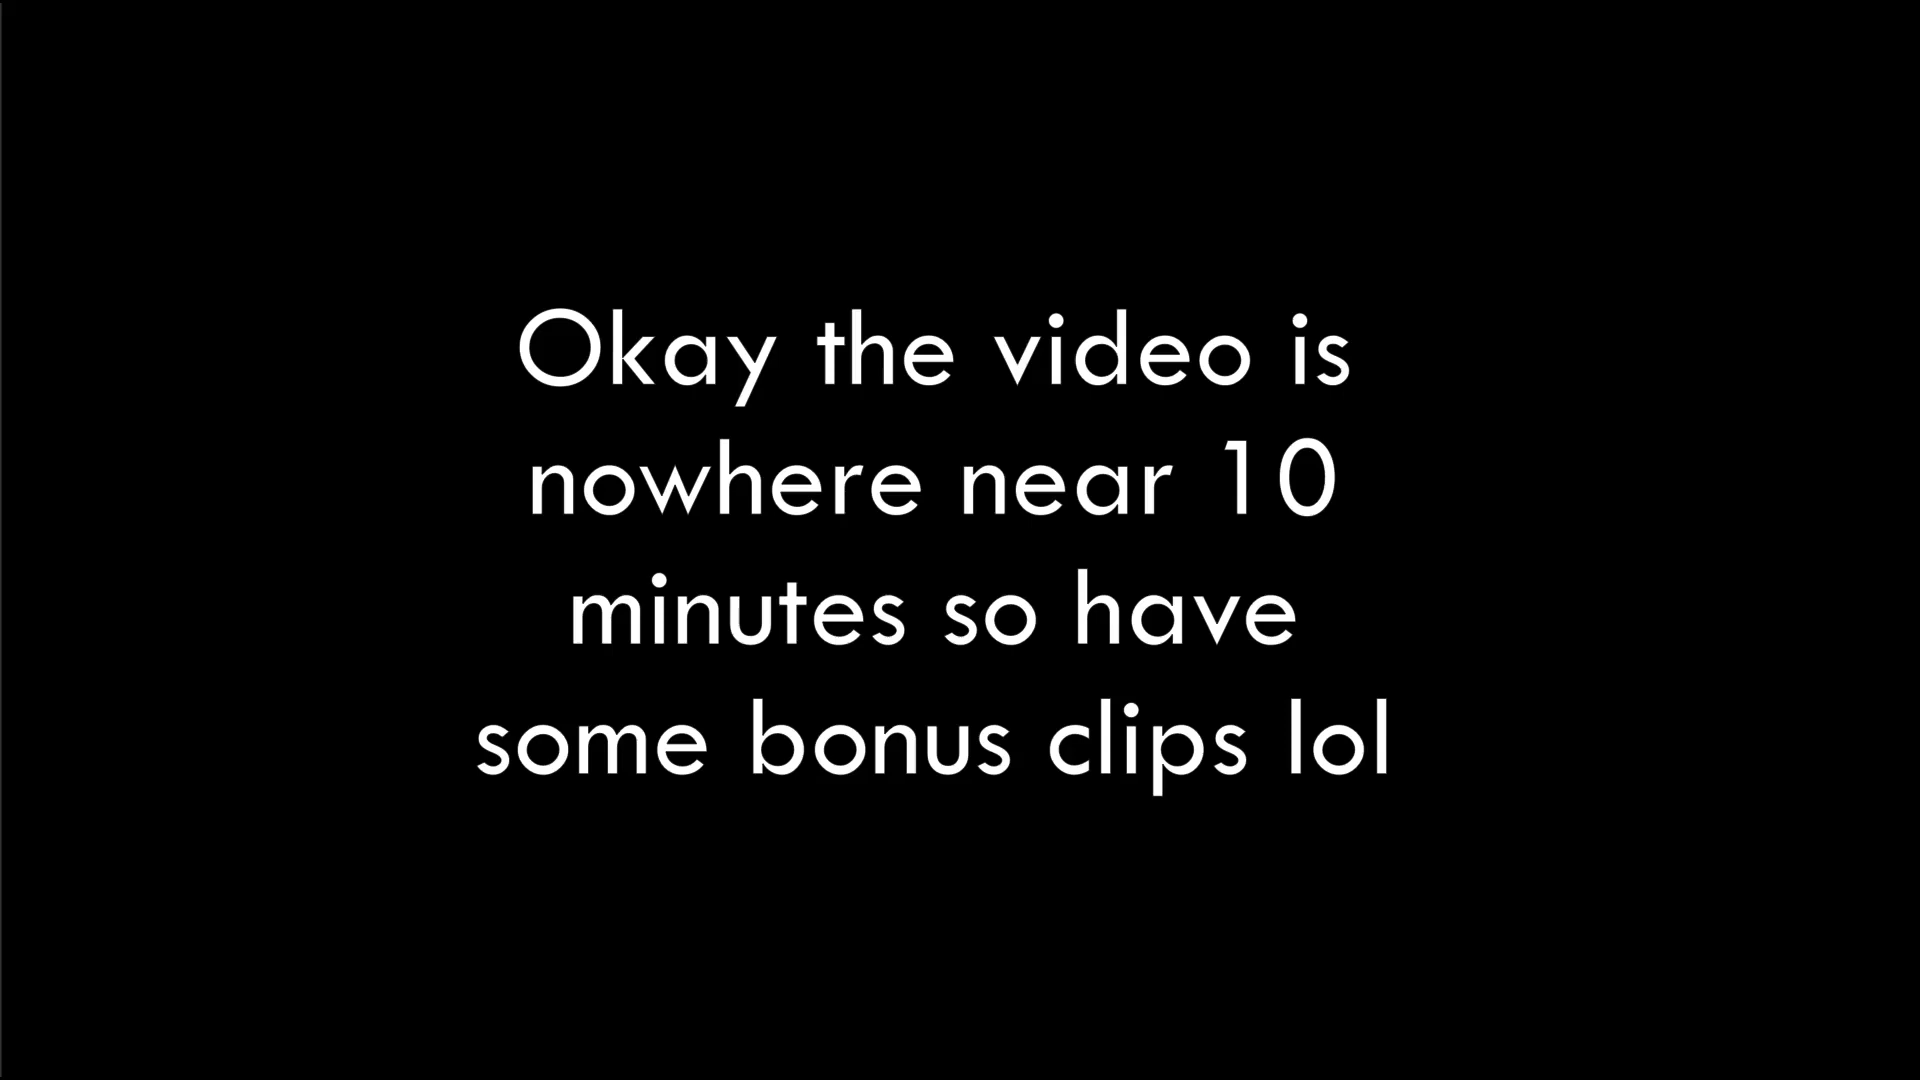 Okay the video is
nowhere near 10
minutes so have
some bonus clips lol